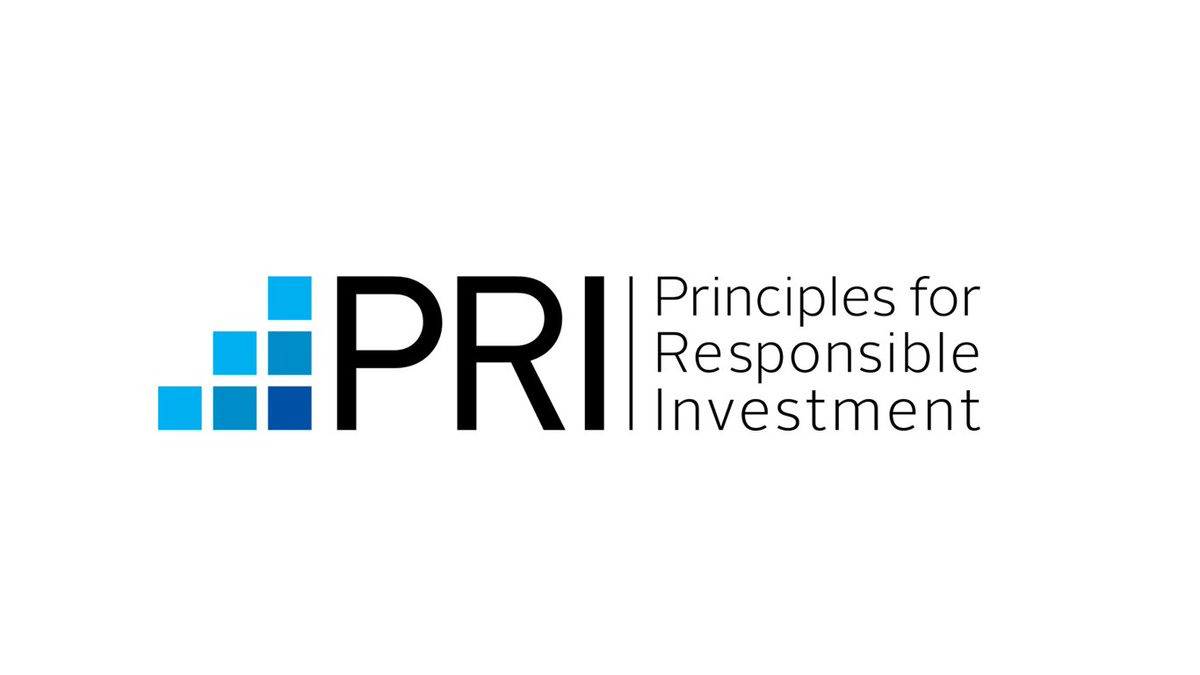 PRI
Principles for
Responsible
Investment